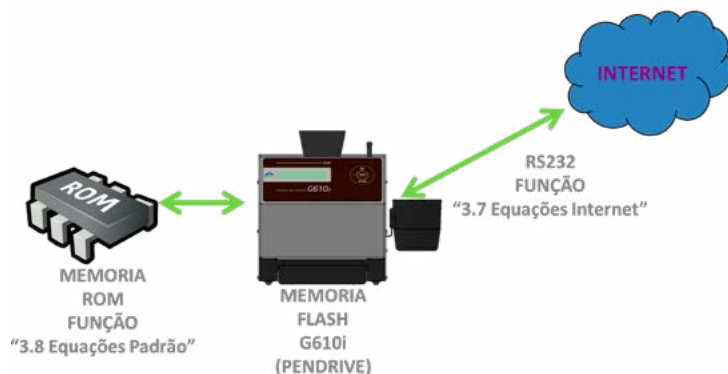 INTERNET
RS232
FUNÇÃO
“3.7 Equações Internet”
ROM
G610i
MEMORIA
ROM
FUNÇÃO
“3.8 Equações Padrão”
MEMORIA
FLASH
G610i
(PENDRIVE)